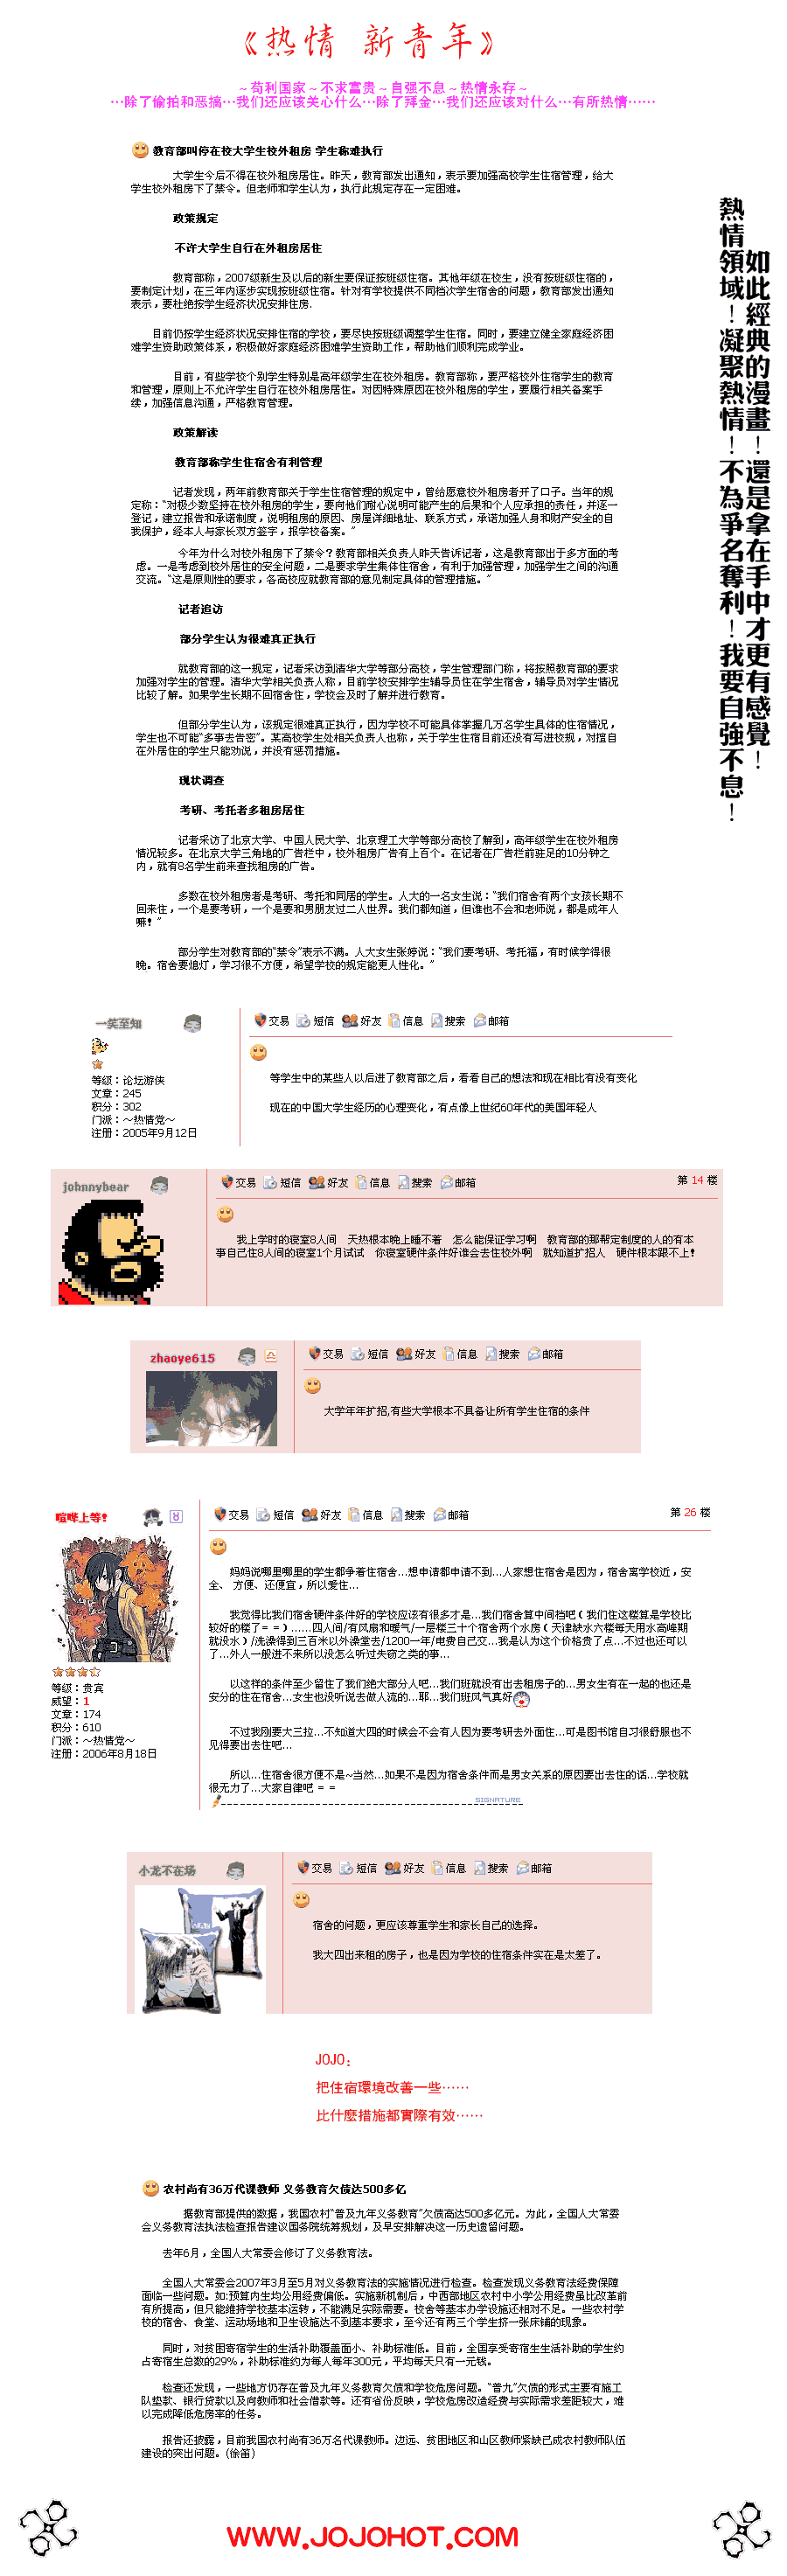 《热情 新青年》
～苟利国家～不求富贵～自强不息～热情永存～
…除了偷拍和恶搞…我们还应该关心什么…除了拜金…我们还应该对什么…有所热情……
教育部叫停在校大学生校外租房 学生称难执行
大学生今后不得在校外租房居住。昨天，教育部发出通知，表示要加强高校学生住宿管理，给大
学生校外租房下了禁令。但老师和学生认为，执行此规定存在一定困难。
政策规定
不许大学生自行在外租房居住
教育部称，2007级新生及以后的新生要保证按班级住宿。其他年级在校生，没有按班级住宿的，
要制定计划，在三年内逐步实现按班级住宿。针对有学校提供不同档次学生宿舍的问题，教育部发出通知
表示，要杜绝按学生经济状况安排住房.
目前仍按学生经济状况安排住宿的学校，要尽快按班级调整学生住宿。同时，要建立健全家庭经济困
难学生资助政策体系，积极做好家庭经济困难学生资助工作，帮助他们顺利完成学业。
目前，有些学校个别学生特别是高年级学生在校外租房。教育部称，要严格校外住宿学生的教育
和管理，原则上不允许学生自行在校外租房居住。对因特殊原因在校外租房的学生，要履行相关备案手
续，加强信息沟通，严格教育管理。
政策解读
教育部称学生住宿舍有利管理
记者发现，两年前教育部关于学生住宿管理的规定中，曾给愿意校外租房者开了口子。当年的规
定称：“对极少数坚持在校外租房的学生，要向他们耐心说明可能产生的后果和个人应承担的责任，并逐一
登记，建立报告和承诺制度，说明租房的原因、房屋详细地址、联系方式，承诺加强人身和财产安全的自
我保护，经本人与家长双方签字，报学校备案。”
今年为什么对校外租房下了禁令？教育部相关负责人昨天告诉记者，这是教育部出于多方面的考
虑。一是考虑到校外居住的安全问题，二是要求学生集体住宿舍，有利于加强管理，加强学生之间的沟通
交流。“这是原则性的要求，各高校应就教育部的意见制定具体的管理措施。”
记者追访
部分学生认为很难真正执行
就教育部的这一规定，记者采访到清华大学等部分高校，学生管理部门称，将按照教育部的要求
加强对学生的管理。清华大学相关负责人称，目前学校安排学生辅导员住在学生宿舍，辅导员对学生情况
比较了解。如果学生长期不回宿舍住，学校会及时了解并进行教育。
但部分学生认为，该规定很难真正执行，因为学校不可能具体掌握几万名学生具体的住宿情况，
学生也不可能“多事去告密”。某高校学生处相关负责人也称，关于学生住宿目前还没有写进校规，对擅自
在外居住的学生只能劝说，并没有惩罚措施。
现状调查
考研、考托者多租房居住
记者采访了北京大学、中国人民大学、北京理工大学等部分高校了解到，高年级学生在校外租房
情况较多。在北京大学三角地的广告栏中，校外租房广告有上百个。在记者在广告栏前驻足的10分钟之
内，就有8名学生前来查找租房的广告。
多数在校外租房者是考研、考托和同居的学生。人大的一名女生说：“我们宿舍有两个女孩长期不
回来住，一个是要考研，一个是要和男朋友过二人世界。我们都知道，但谁也不会和老师说，都是成年人
嘛！”
部分学生对教育部的“禁令”表示不满。人大女生张婷说：“我们要考研、考托福，有时候学得很
晚。宿舍要熄灯，学习很不方便，希望学校的规定能更人性化。”
如此經典的漫畫！還是拿在手中才更有感覺！
熱情領域！凝聚熱情！不為爭名奪利！我要自強不息！
一笑至知
交易 短信 好友 信息 搜索 邮箱
等级：论坛游侠
文章：245
积分：302
门派：～热情党～
注册：2005年9月12日
等学生中的某些人以后进了教育部之后，看看自己的想法和现在相比有没有变化
现在的中国大学生经历的心理变化，有点像上世纪60年代的美国年轻人
johnnybear
交易 短信 好友 信息 搜索 邮箱
第 14 楼
我上学时的寝室8人间 天热根本晚上睡不着 怎么能保证学习啊 教育部的那帮定制度的人的有本
事自己住8人间的寝室1个月试试 你寝室硬件条件好谁会去住校外啊 就知道扩招人 硬件根本跟不上！
zhaoye615
交易 短信 好友 信息 搜索 邮箱
大学年年扩招,有些大学根本不具备让所有学生住宿的条件
喧哗上等！
交易 短信 好友 信息 搜索 邮箱
第 26 楼
等级：贵宾
威望：1
文章：174
积分：610
门派：～热情党～
注册：2006年8月18日
妈妈说哪里哪里的学生都争着住宿舍...想申请都申请不到...人家想住宿舍是因为，宿舍离学校近，安
全、 方便、还便宜，所以爱住...
我觉得比我们宿舍硬件条件好的学校应该有很多才是...我们宿舍算中间档吧（我们住这楼算是学校比
较好的楼了= =）......四人间/有风扇和暖气/一层楼三十个宿舍两个水房（天津缺水六楼每天用水高峰期
就没水）/洗澡得到三百米以外澡堂去/1200一年/电费自己交...我是认为这个价格贵了点...不过也还可以
了...外人一般进不来所以没怎么听过失窃之类的事...
以这样的条件至少留住了我们绝大部分人吧...我们班就没有出去租房子的...男女生有在一起的也还是
安分的住在宿舍...女生也没听说去做人流的...耶...我们班风气真好
不过我刚要大三拉...不知道大四的时候会不会有人因为要考研去外面住...可是图书馆自习很舒服也不
见得要出去住吧...
所以...住宿舍很方便不是~当然...如果不是因为宿舍条件而是男女关系的原因要出去住的话...学校就
很无力了...大家自律吧 = =
SIGNATURE
小龙不在场
交易 短信 好友 信息 搜索 邮箱
宿舍的问题，更应该尊重学生和家长自己的选择。
我大四出来租的房子，也是因为学校的住宿条件实在是太差了。
JOJO：
把住宿環境改善一些……
比什麼措施都實際有效……
农村尚有36万代课教师 义务教育欠债达500多亿
据教育部提供的数据，我国农村“普及九年义务教育”欠债高达500多亿元。为此，全国人大常委
会义务教育法执法检查报告建议国务院统筹规划，及早安排解决这一历史遗留问题。
去年6月，全国人大常委会修订了义务教育法。
全国人大常委会2007年3月至5月对义务教育法的实施情况进行检查。检查发现义务教育法经费保障
面临一些问题。如:预算内生均公用经费偏低。实施新机制后，中西部地区农村中小学公用经费虽比改革前
有所提高，但只能维持学校基本运转，不能满足实际需要。校舍等基本办学设施还相对不足。一些农村学
校的宿舍、食堂、运动场地和卫生设施达不到基本要求，至今还有两三个学生挤一张床铺的现象。
同时，对贫困寄宿学生的生活补助覆盖面小、补助标准低。目前，全国享受寄宿生生活补助的学生约
占寄宿生总数的29%，补助标准约为每人每年300元，平均每天只有一元钱。
检查还发现，一些地方仍存在普及九年义务教育欠债和学校危房问题。“普九”欠债的形式主要有施工
队垫款、银行贷款以及向教师和社会借款等。还有省份反映，学校危房改造经费与实际需求差距较大，难
以完成降低危房率的任务。
报告还披露，目前我国农村尚有36万名代课教师。边远、贫困地区和山区教师紧缺已成农村教师队伍
建设的突出问题。(徐笛)
WWW.JOJOHOT.COM